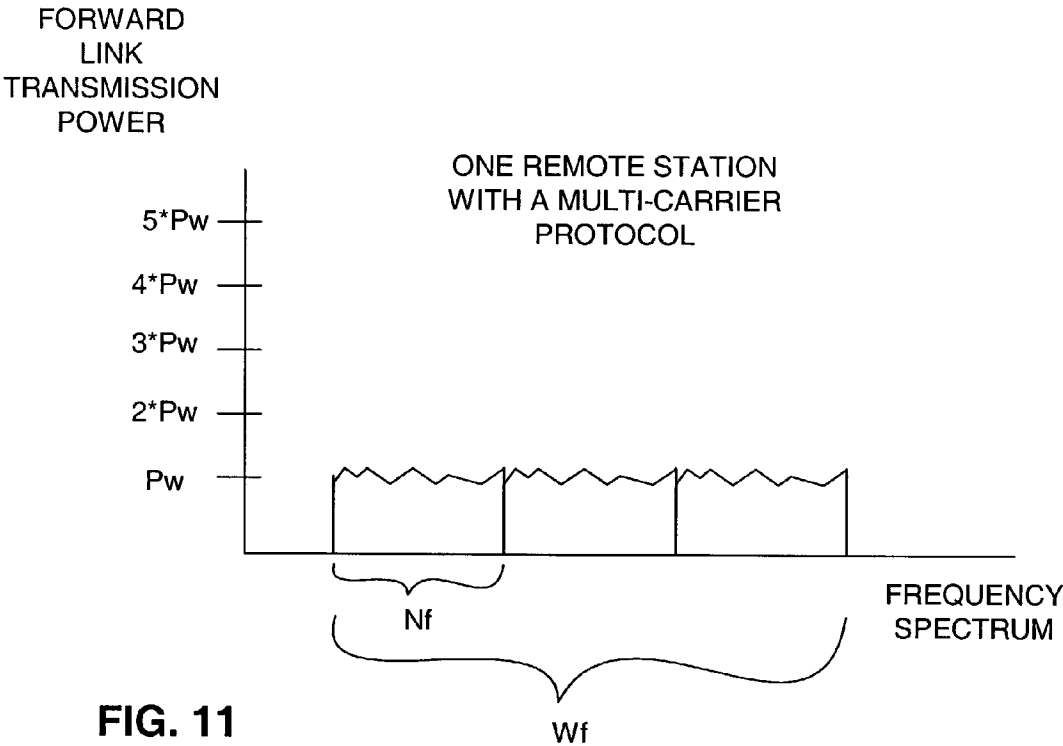 FORWARD
LINK
TRANSMISSION
POWER
ONE REMOTE STATION
WITH A MULTI-CARRIER
PROTOCOL
5*Pw
4*Pw
3*Pw
2*Pw
Pw
Nf
FREQUENCY
SPECTRUM
Wf
FIG. 11